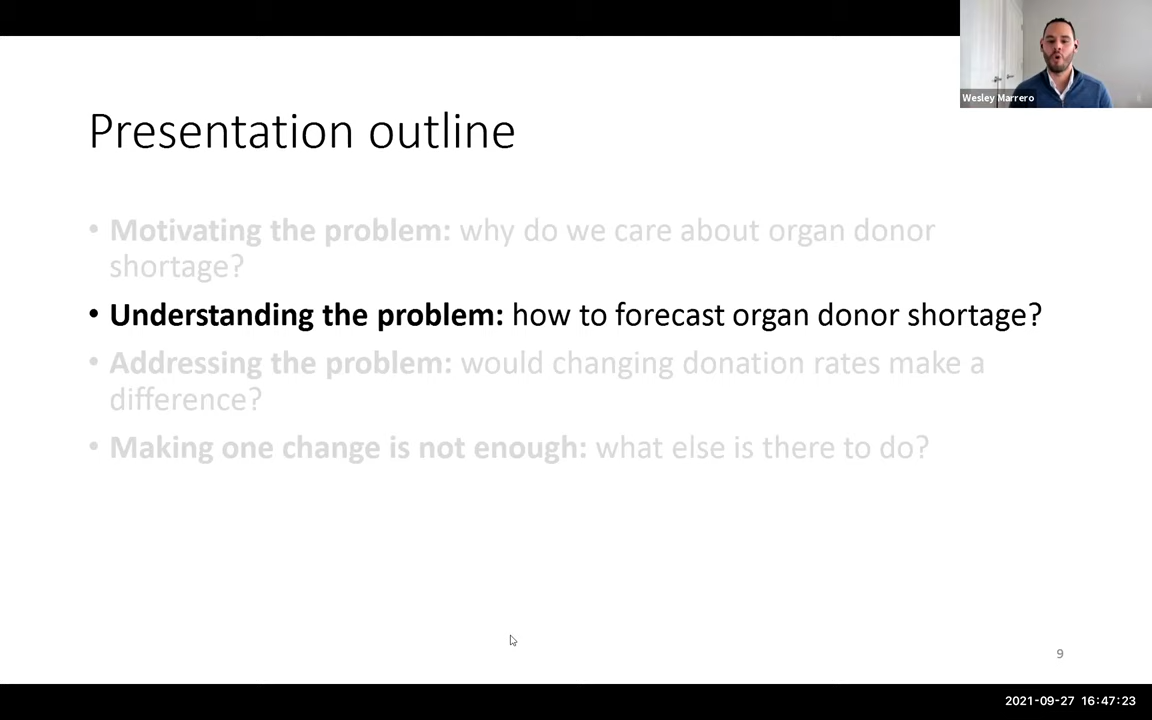 Wesley Marrero
Presentation outline
• Motivating the problem: why do we care about organ donor
shortage?
• Understanding the problem: how to forecast organ donor shortage?
• Addressing the problem: would changing donation rates make a
difference?
• Making one change is not enough: what else is there to do?
9
2021-09-27 16:47:23